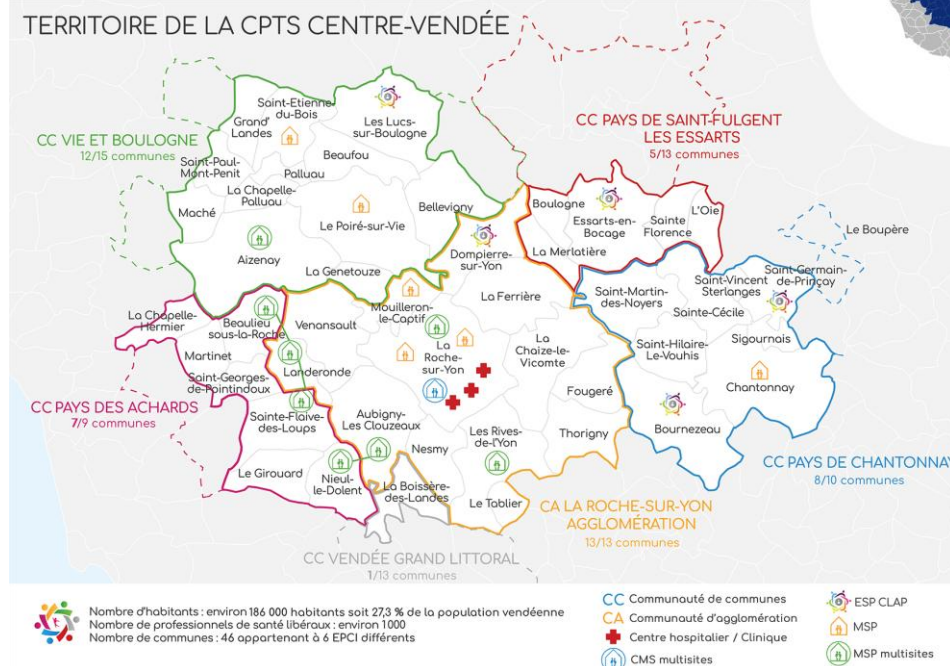 TERRITOIRE DE LA CPTS CENTRE-VENDÉE
CC VIE ET BOULOGNE
12/15 communes
Saint-Etienne-
du-Bois
Grand'
Landes
Les Lucs-
sur-Boulogne
Saint-Paul-
Mont-Penit
Beaufou
Palluau
La Chapelle-
Palluau
Maché
Le Poiré-sur-Vie
Bellevigny
Aizenay
La Genetouze
CC PAYS DE SAINT-FULGENT
LES ESSARTS
5/13 communes
Boulogne
Essarts-en-
Bocage
Sainte
Florence
L'Oie
La Merlatière
Le Boupère
Dompierre-
sur-Yon
La Ferrière
Saint-Martin-
des-Noyers
Saint-Vincent
Sterlanges
Saint-Germain-
de-Prinçay
Sainte-Cécile
Sigournais
Saint-Hilaire-
Le-Vouhis
Chantonnay
Bournezeau
CC PAYS DE CHANTONNAY
8/10 communes
La Chapelle-
Hermier
Beaulieu
sous-la-Roche
Martinet
Saint-Georges-
de-Pointindoux
Landeronde
Venansault
Mouilleron-
le-Captif
La
Roche-
sur-Yon
La
Chaize-le-
Vicomte
Fougeré
Thorigny
CC PAYS DES ACHARDS
7/9 communes
Sainte-Flaive-
des-Loups
Aubigny-
Les Clouzeaux
Nesmy
Les Rives-
de-l'Yon
Le Girouard
Nieul-
le-Dolent
La Boissère-
des-Landes
Le Tablier
CA LA ROCHE-SUR-YON
AGGLOMÉRATION
13/13 communes
CC VENDÉE GRAND LITTORAL
1/13 communes
Nombre d'habitants : environ 186 000 habitants soit 27,3 % de la population vendéenne
Nombre de professionnels de santé libéraux : environ 1000
Nombre de communes : 46 appartenant à 6 EPCI différents
CC Communauté de communes
CA Communauté d'agglomération
Centre hospitalier / Clinique
CMS multisites
ESP CLAP
MSP
MSP multisites